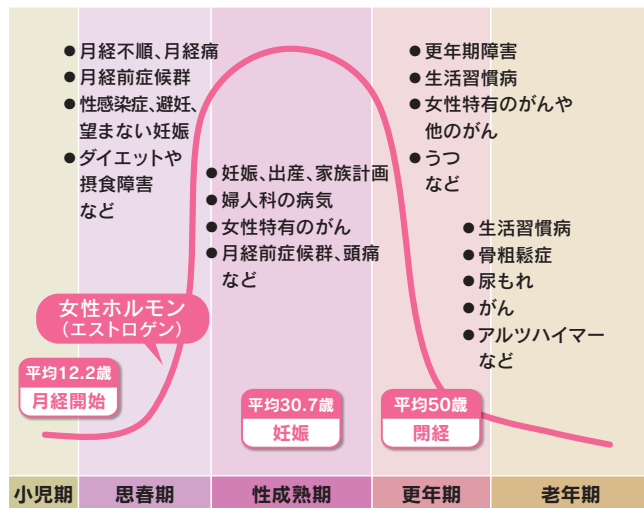 ●月経不順、月経痛
●月経前症候群
●性感染症、避妊、
望まない妊娠
●ダイエットや
摂食障害
など
●妊娠、出産、家族計画
●婦人科の病気
●女性特有のがん
●月経前症候群、頭痛
など
●更年期障害
●生活習慣病
●女性特有のがんや
他のがん
●うつ
など
●生活習慣病
●骨粗鬆症
●尿もれ
●がん
●アルツハイマー
など
女性ホルモン
（エストロゲン）
平均12.2歳
月経開始
平均30.7歳
妊娠
平均50歳
閉経
小児期
思春期
性成熟期
更年期
老年期